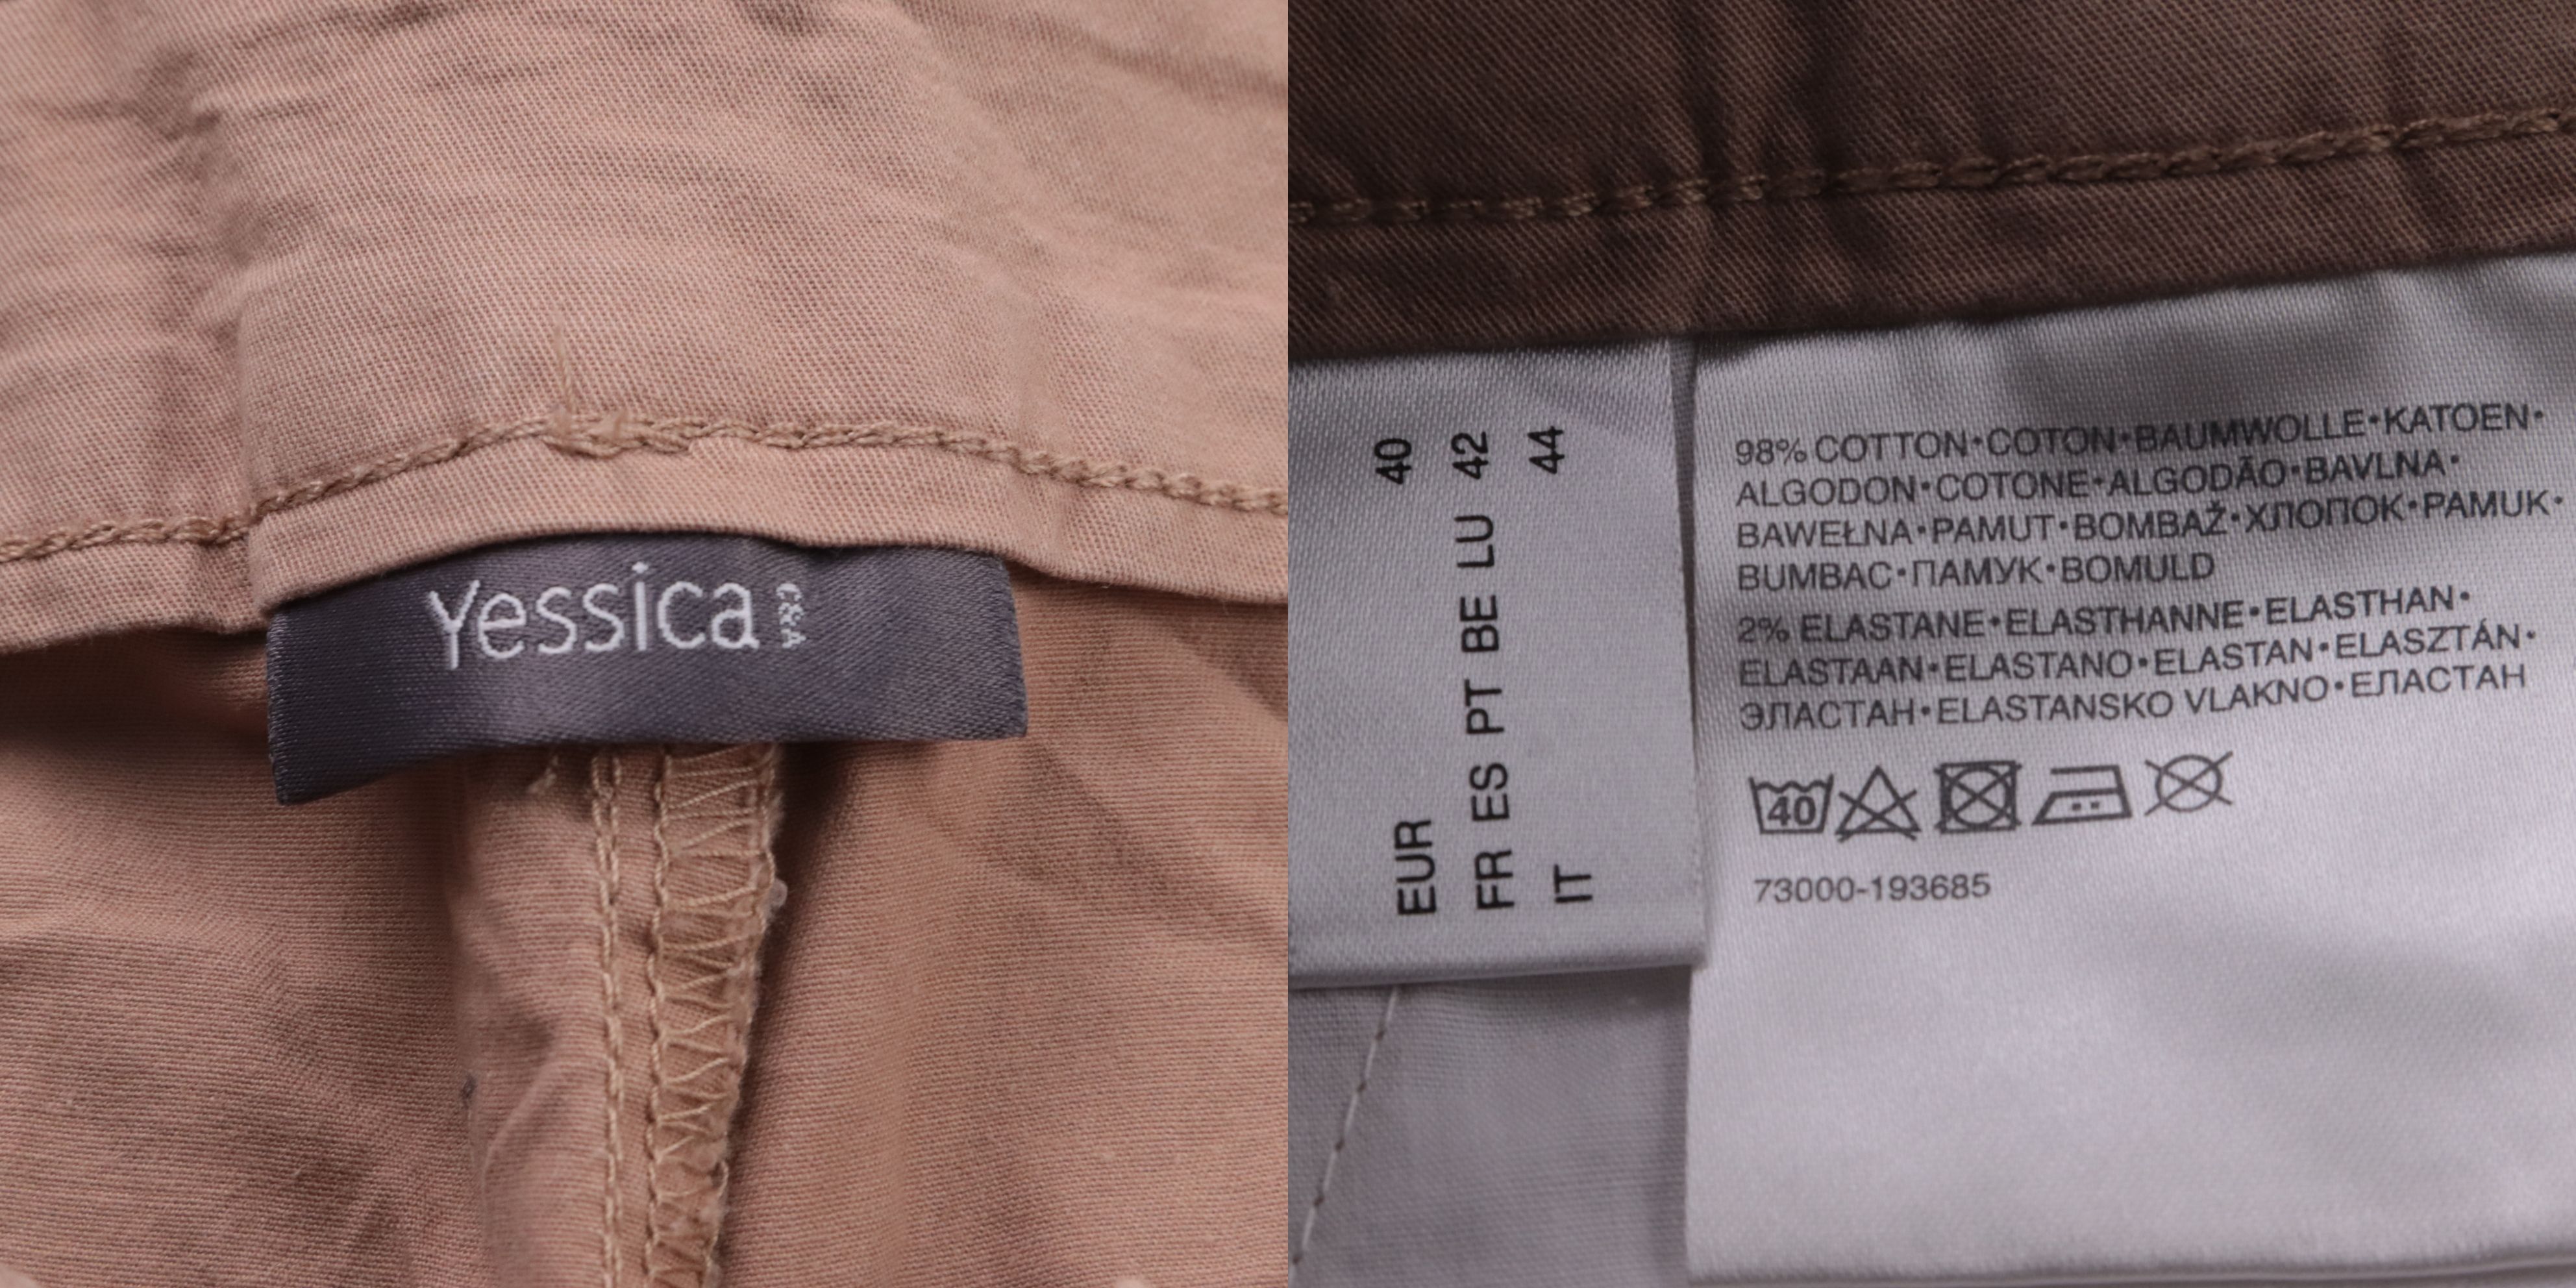 Yessica C&A
EUR 40
FR ES PT BE LU 42
IT 44
98% COTTON•COTON•BAUMWOLLE•KATOEN•
ALGODON•COTONE•ALGODÃO•BAVLNA•
BAWEŁNA•PAMUT•BOMBAŽ•ХЛОПОК•PAMUK•
BUMBAC•ПАМУК•BOMULD
2% ELASTANE•ELASTHANNE•ELASTHAN•
ELASTAAN•ELASTANO•ELASTAN•ELASZTÁN•
ЭЛАСТАН•ELASTANSKO VLAKNO•ЕЛАСТАН
40
73000-193685